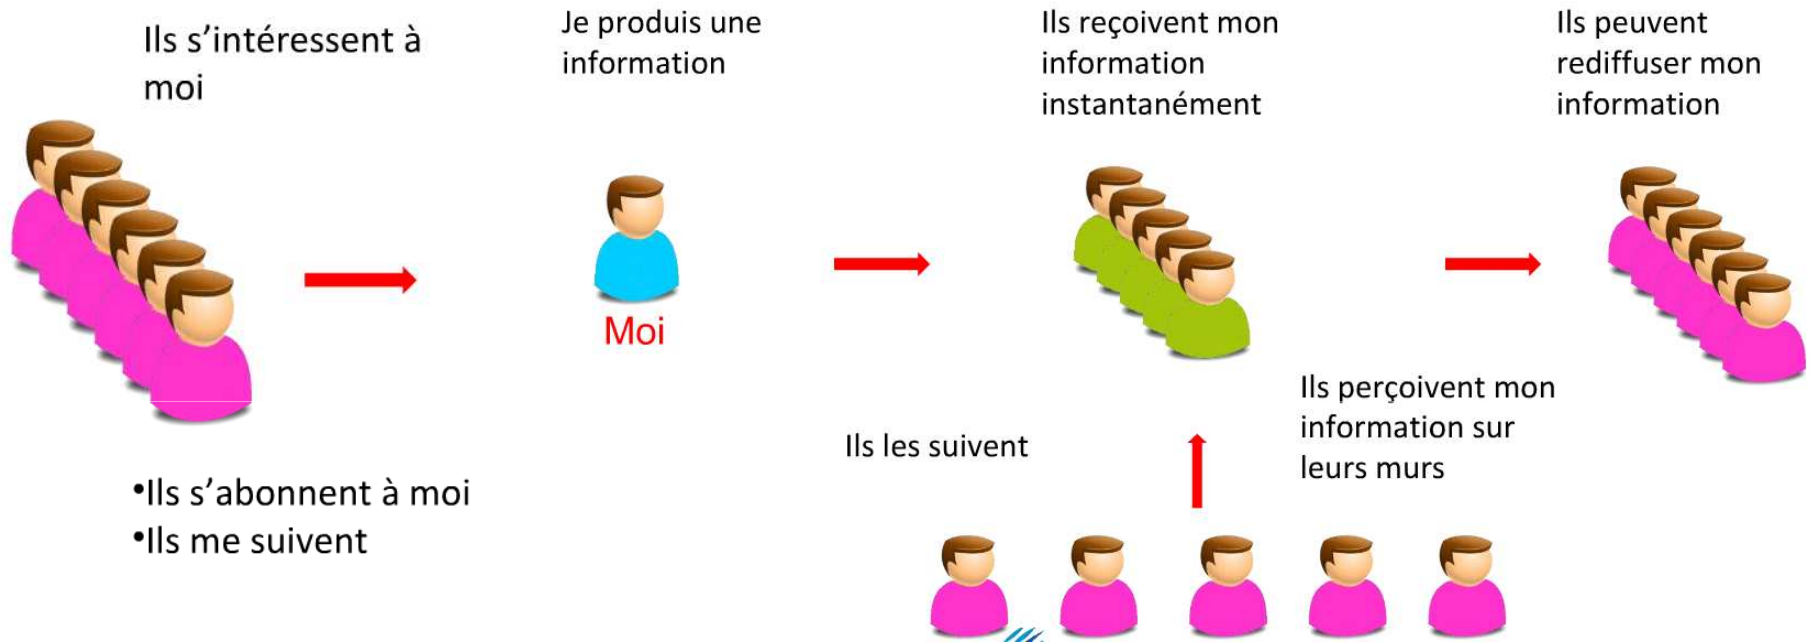 Ils s’intéressent à
moi
Je produis une
information
Ils reçoivent mon
information
instantanément
Ils peuvent
rediffuser mon
information
Moi
Ils perçoivent mon
information sur
leurs murs
Ils les suivent
•Ils s’abonnent à moi
•Ils me suivent